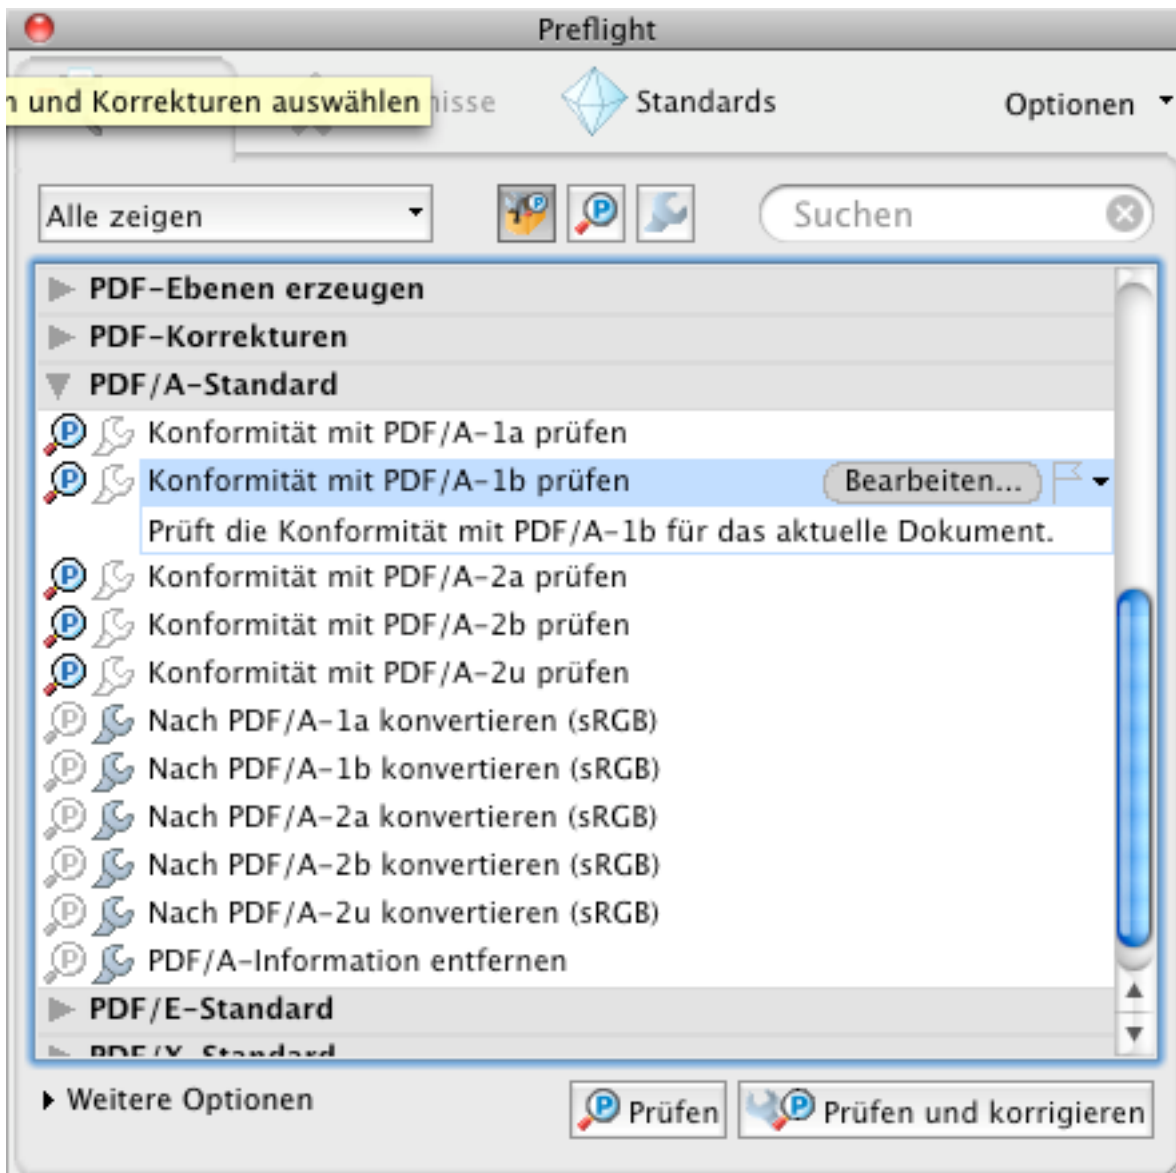 Preflight
n und Korrekturen auswählen nisse Standards Optionen
Alle zeigen Suchen
PDF-Ebenen erzeugen
PDF-Korrekturen
PDF/A-Standard
Konformität mit PDF/A-1a prüfen
Konformität mit PDF/A-1b prüfen Bearbeiten...
Prüft die Konformität mit PDF/A-1b für das aktuelle Dokument.
Konformität mit PDF/A-2a prüfen
Konformität mit PDF/A-2b prüfen
Konformität mit PDF/A-2u prüfen
Nach PDF/A-1a konvertieren (sRGB)
Nach PDF/A-1b konvertieren (sRGB)
Nach PDF/A-2a konvertieren (sRGB)
Nach PDF/A-2b konvertieren (sRGB)
Nach PDF/A-2u konvertieren (sRGB)
PDF/A-Information entfernen
PDF/E-Standard
PDF/X-Standard
Weitere Optionen Prüfen Prüfen und korrigieren